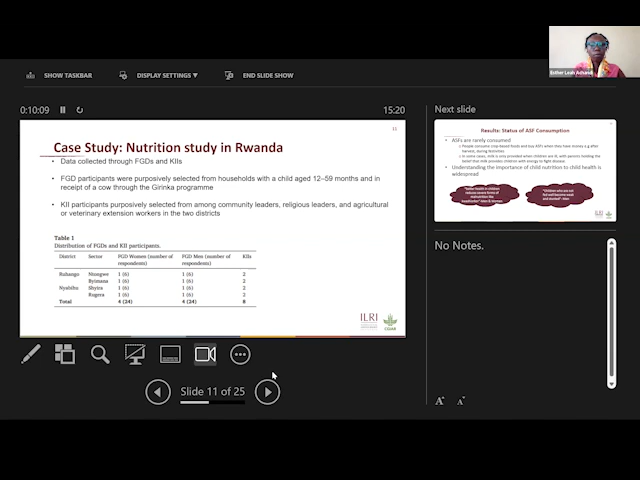 Esther Leah Achandi
SHOW TASKBAR
DISPLAY SETTINGS ▼
END SLIDE SHOW
0:10:09
15:20
11
Case Study: Nutrition study in Rwanda
• Data collected through FGDs and KIIs
• FGD participants were purposively selected from households with a child aged 12–59 months and in
receipt of a cow through the Girinka programme
• KII participants purposively selected from among community leaders, religious leaders, and agricultural
or veterinary extension workers in the two districts
Table 1
Distribution of FGDs and KII participants.
District Sector FGD Women (number of FGD Men (number of KIIs
respondents) respondents)
Ruhango Ntongwe 1 (6) 1 (6) 2
Byimana 1 (6) 1 (6) 2
Nyabihu Shyira 1 (6) 1 (6) 2
Rugera 1 (6) 1 (6) 2
Total 4 (24) 4 (24) 8
ILRI
CGIAR
Slide 11 of 25
Next slide
Results: Status of ASF Consumption
• ASFs are rarely consumed
• Understanding the importance of child nutrition to child health is
widespread
ILRI
No Notes.
A A